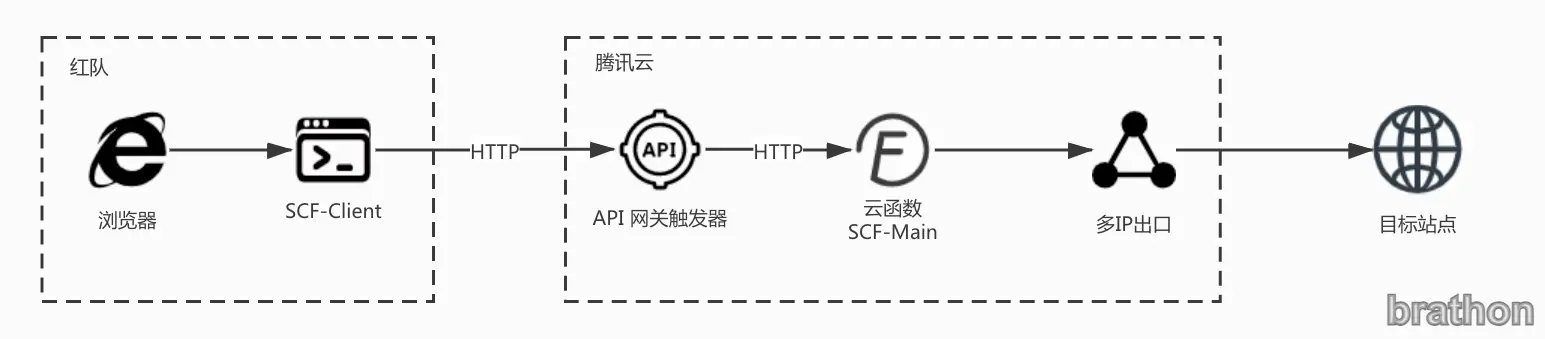 红队
腾讯云
>_
API
HTTP
HTTP
浏览器
SCF-Client
API 网关触发器
云函数
SCF-Main
多IP出口
目标站点
brathon